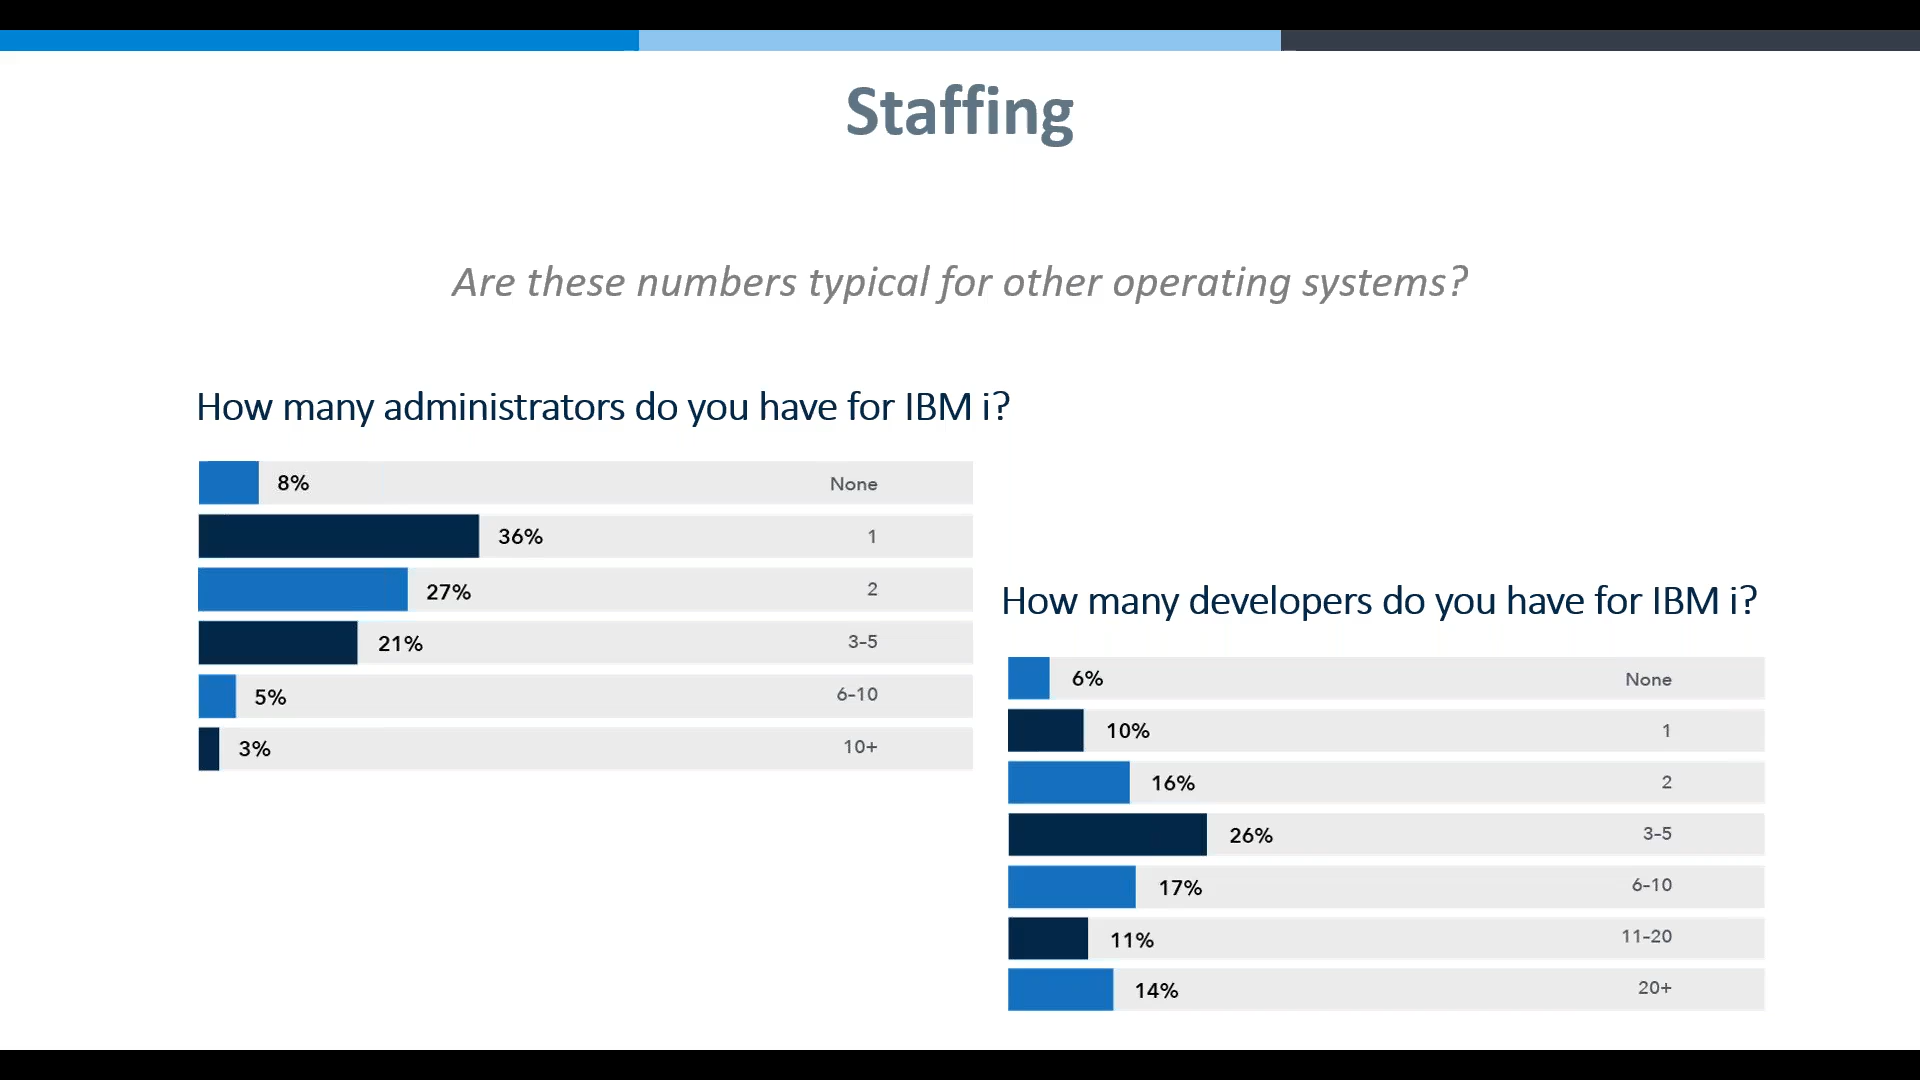 Staffing
Are these numbers typical for other operating systems?
How many administrators do you have for IBM i?
8% None
36% 1
27% 2
21% 3–5
5% 6–10
3% 10+
How many developers do you have for IBM i?
6% None
10% 1
16% 2
26% 3–5
17% 6–10
11% 11–20
14% 20+